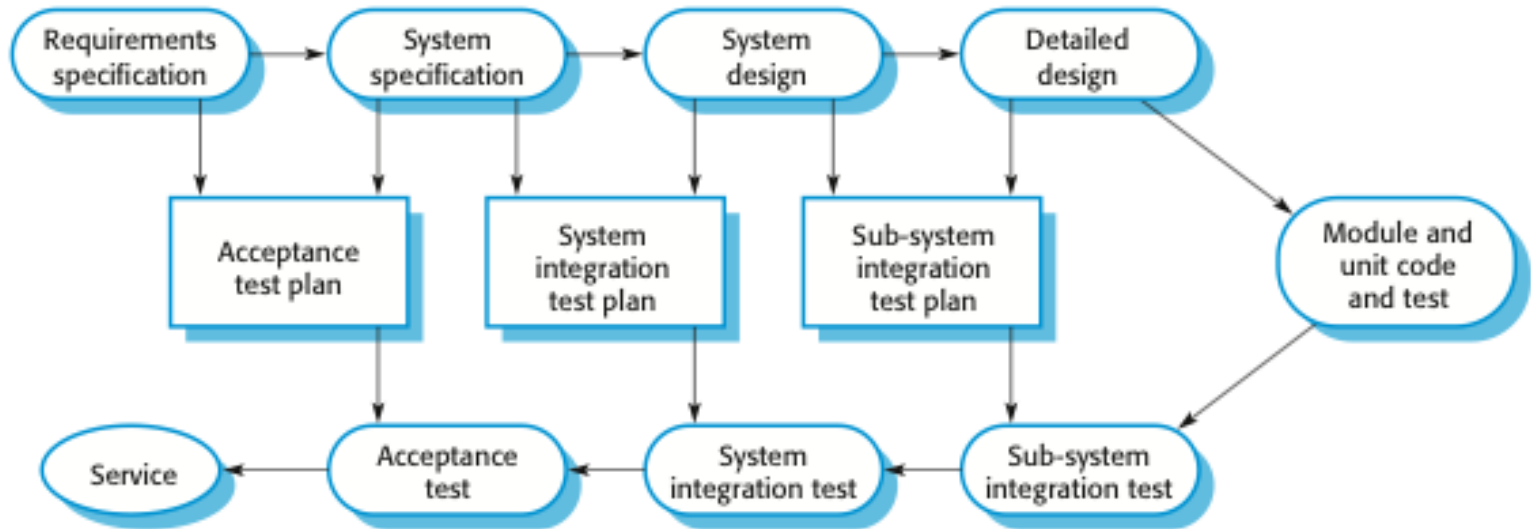 Requirements
specification
System
specification
System
design
Detailed
design
Acceptance
test plan
System
integration
test plan
Sub-system
integration
test plan
Module and
unit code
and test
Service
Acceptance
test
System
integration test
Sub-system
integration test